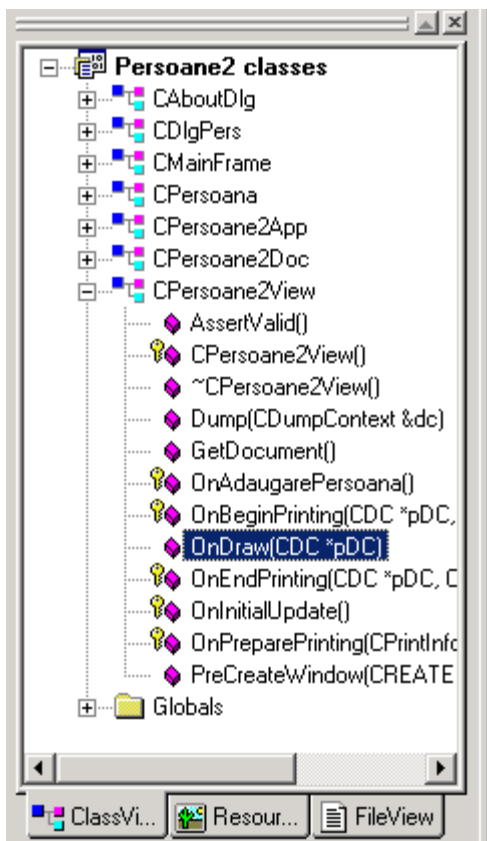 Persoane2 classes
CAboutDlg
CDlgPers
CMainFrame
CPersoana
CPersoane2App
CPersoane2Doc
CPersoane2View
AssertValid()
CPersoane2View()
~CPersoane2View()
Dump(CDumpContext &dc)
GetDocument()
OnAdaugarePersoana()
OnBeginPrinting(CDC *pDC,
OnDraw(CDC *pDC)
OnEndPrinting(CDC *pDC, C
OnInitialUpdate()
OnPreparePrinting(CPrintInfo
PreCreateWindow(CREATE
Globals
ClassVi... Resour... FileView